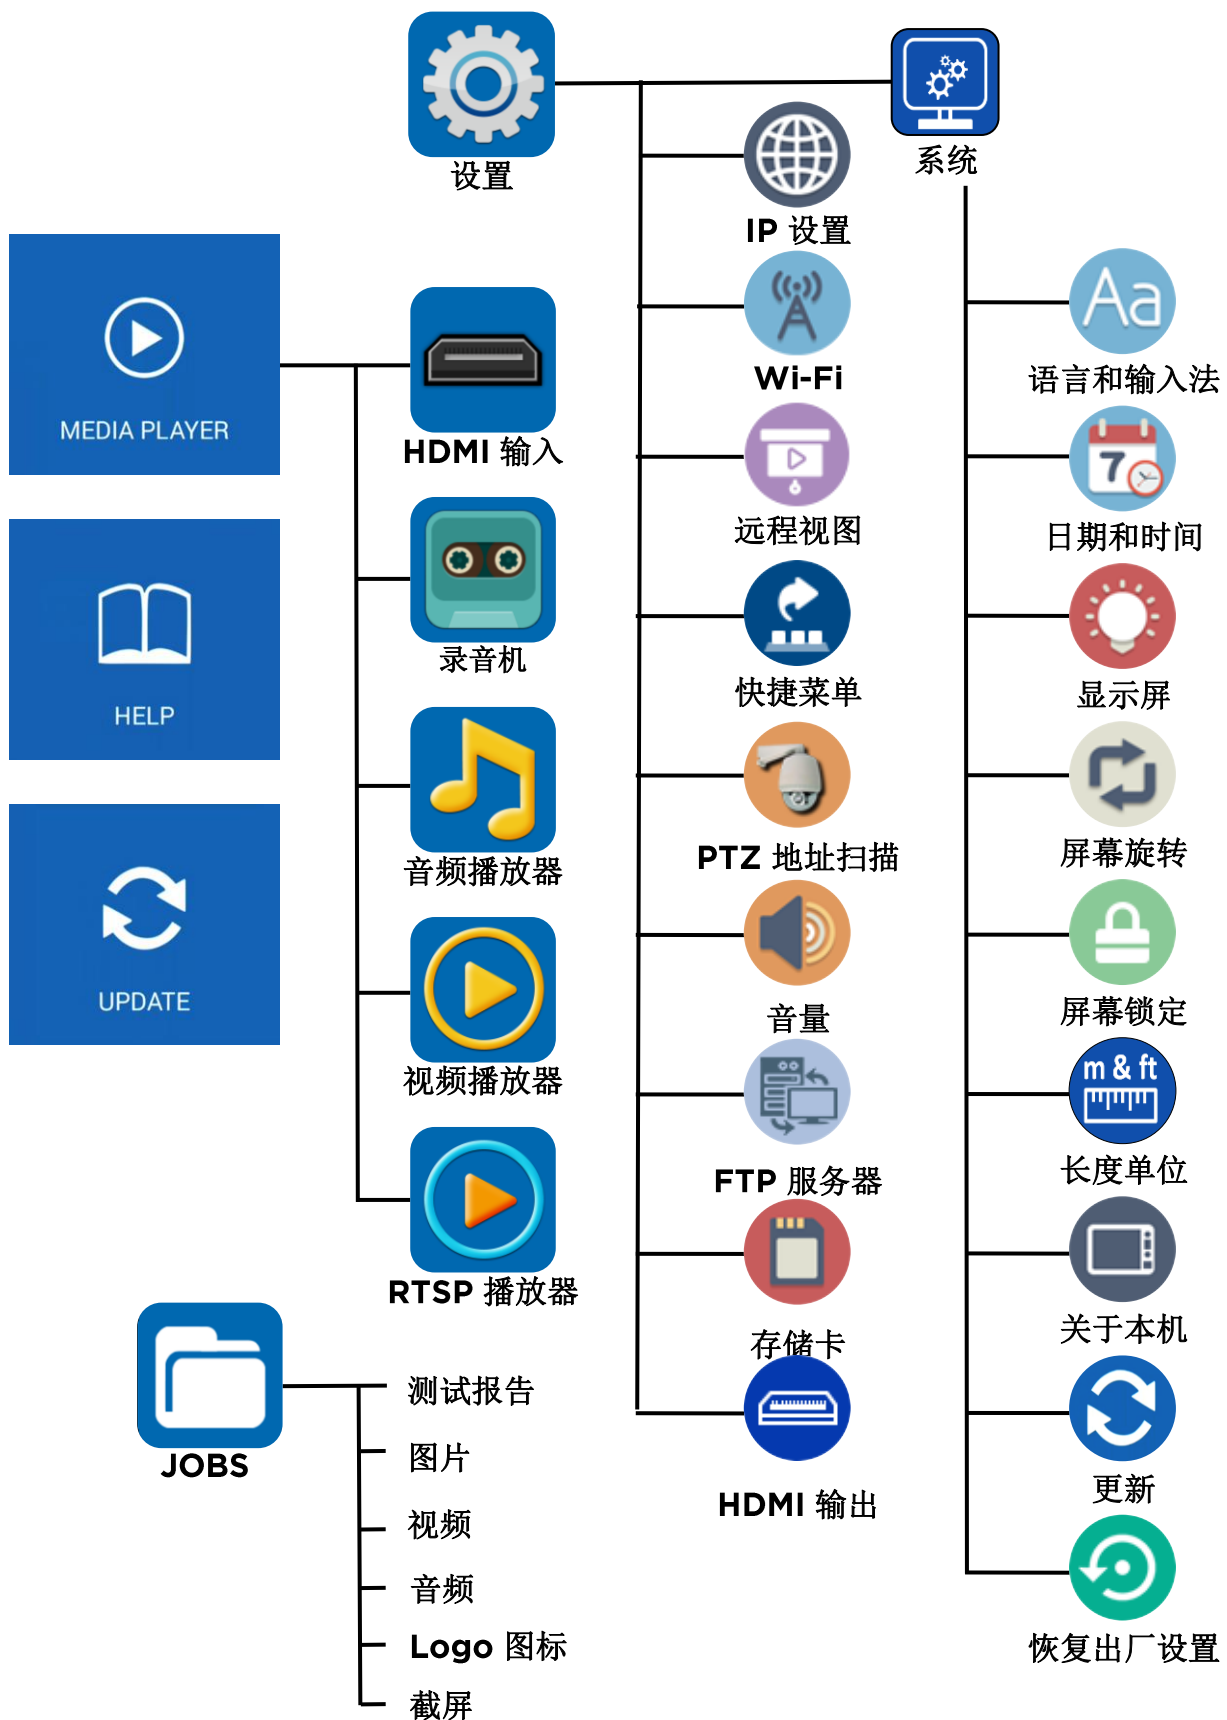 设置
系统
IP 设置
Wi-Fi
远程视图
快捷菜单
PTZ 地址扫描
音量
FTP 服务器
存储卡
HDMI 输出
Aa
语言和输入法
7
日期和时间
显示屏
屏幕旋转
屏幕锁定
m & ft
长度单位
关于本机
更新
恢复出厂设置
MEDIA PLAYER
HDMI 输入
录音机
音频播放器
视频播放器
RTSP 播放器
HELP
UPDATE
JOBS
测试报告
图片
视频
音频
Logo 图标
截屏